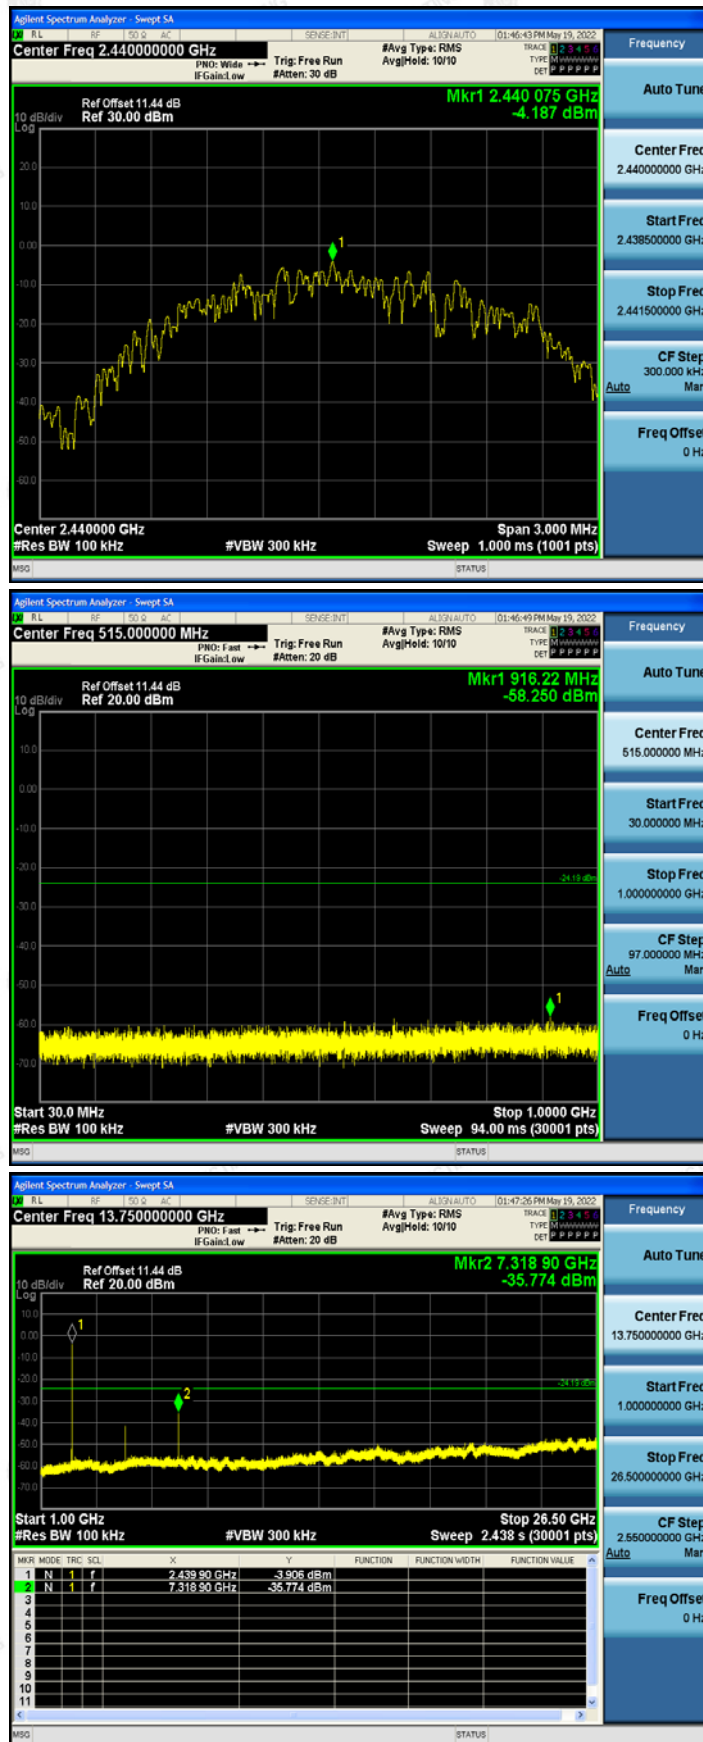 Agilent Spectrum Analyzer - Swept SA
RL RF 50 Ω AC SENSE:INT ALIGNAUTO 01:46:43 PM May 19, 2022
Center Freq 2.440000000 GHz
PNO: Wide
IFGain:Low
Trig: Free Run
#Atten: 30 dB
#Avg Type: RMS
Avg|Hold: 10/10
TRACE 1 2 3 4 5 6
TYPE M
DET P P P P P P
Frequency
Mkr1 2.440 075 GHz
-4.187 dBm
Ref Offset 11.44 dB
10 dB/div Ref 30.00 dBm
Log
20.0
10.0
0.00
-10.0
-20.0
-30.0
-40.0
-50.0
-60.0
1
Center 2.440000 GHz Span 3.000 MHz
#Res BW 100 kHz #VBW 300 kHz Sweep 1.000 ms (1001 pts)
MSG STATUS
Auto Tune
Center Freq
2.440000000 GHz
Start Freq
2.438500000 GHz
Stop Freq
2.441500000 GHz
CF Step
300.000 kHz
Auto Man
Freq Offset
0 Hz
Agilent Spectrum Analyzer - Swept SA
RL RF 50 Ω AC SENSE:INT ALIGNAUTO 01:46:49 PM May 19, 2022
Center Freq 515.000000 MHz
PNO: Fast
IFGain:Low
Trig: Free Run
#Atten: 20 dB
#Avg Type: RMS
Avg|Hold: 10/10
TRACE 1 2 3 4 5 6
TYPE M
DET P P P P P P
Frequency
Mkr1 916.22 MHz
-58.250 dBm
Ref Offset 11.44 dB
10 dB/div Ref 20.00 dBm
Log
10.0
0.00
-10.0
-20.0
-30.0
-40.0
-50.0
-60.0
-70.0
-24.19 dBm
1
Start 30.0 MHz Stop 1.0000 GHz
#Res BW 100 kHz #VBW 300 kHz Sweep 94.00 ms (30001 pts)
MSG STATUS
Auto Tune
Center Freq
515.000000 MHz
Start Freq
30.000000 MHz
Stop Freq
1.000000000 GHz
CF Step
97.000000 MHz
Auto Man
Freq Offset
0 Hz
Agilent Spectrum Analyzer - Swept SA
RL RF 50 Ω AC SENSE:INT ALIGNAUTO 01:47:26 PM May 19, 2022
Center Freq 13.750000000 GHz
PNO: Fast
IFGain:Low
Trig: Free Run
#Atten: 20 dB
#Avg Type: RMS
Avg|Hold: 10/10
TRACE 1 2 3 4 5 6
TYPE M
DET P P P P P P
Frequency
Mkr2 7.318 90 GHz
-35.774 dBm
Ref Offset 11.44 dB
10 dB/div Ref 20.00 dBm
Log
10.0
0.00
-10.0
-20.0
-30.0
-40.0
-50.0
-60.0
-70.0
-24.19 dBm
1
2
Start 1.00 GHz Stop 26.50 GHz
#Res BW 100 kHz #VBW 300 kHz Sweep 2.438 s (30001 pts)
MKR MODE TRC SCL X Y FUNCTION FUNCTION WIDTH FUNCTION VALUE
1 N 1 f 2.439 90 GHz -3.906 dBm
2 N 1 f 7.318 90 GHz -35.774 dBm
3
4
5
6
7
8
9
10
11
MSG STATUS
Auto Tune
Center Freq
13.750000000 GHz
Start Freq
1.000000000 GHz
Stop Freq
26.500000000 GHz
CF Step
2.550000000 GHz
Auto Man
Freq Offset
0 Hz